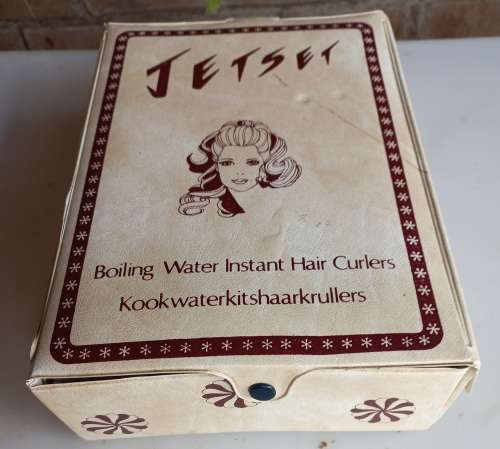 JETSET
Boiling Water Instant Hair Curlers
Kookwaterkitshaarkrullers